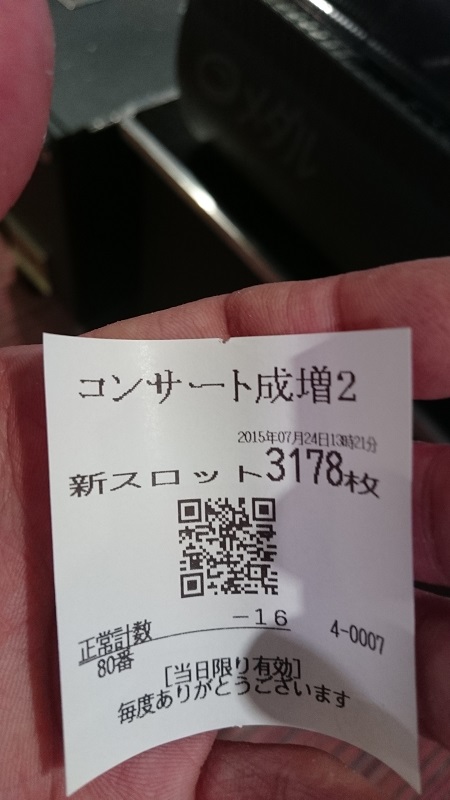 コンサート成増2
2015年07月24日13時21分
新スロット3178枚
-16
正常計数
4-0007
80番
[当日限り有効]
毎度ありがとうございます